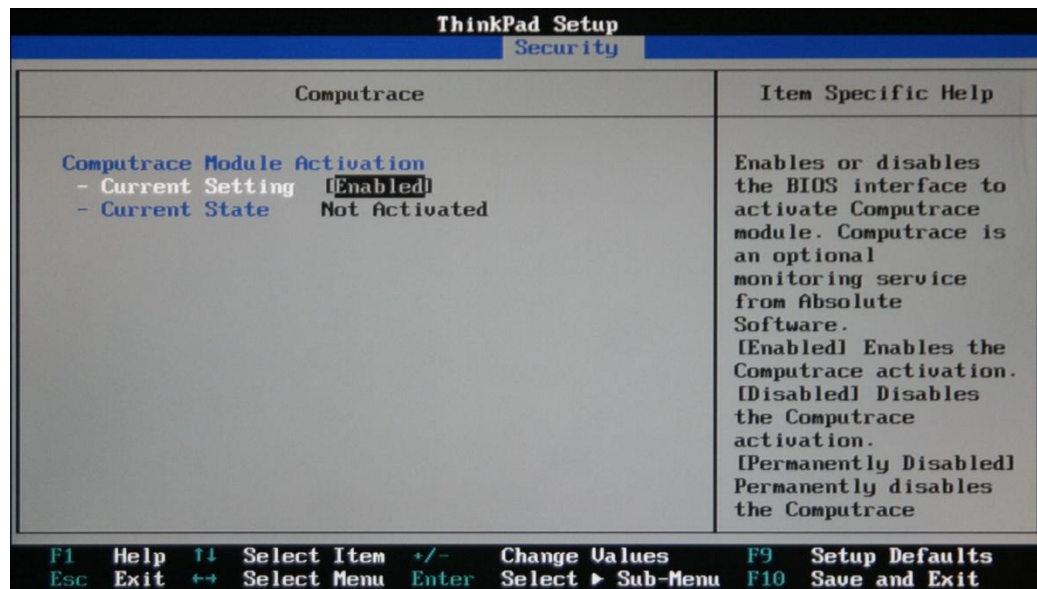 ThinkPad Setup
Security
Computrace
Item Specific Help
Computrace Module Activation
- Current Setting [Enabled]
- Current State Not Activated
Enables or disables
the BIOS interface to
activate Computrace
module. Computrace is
an optional
monitoring service
from Absolute
Software.
[Enabled] Enables the
Computrace activation.
[Disabled] Disables
the Computrace
activation.
[Permanently Disabled]
Permanently disables
the Computrace
F1 Help ↑↓ Select Item +/- Change Values F9 Setup Defaults
Esc Exit ←→ Select Menu Enter Select ▶ Sub-Menu F10 Save and Exit